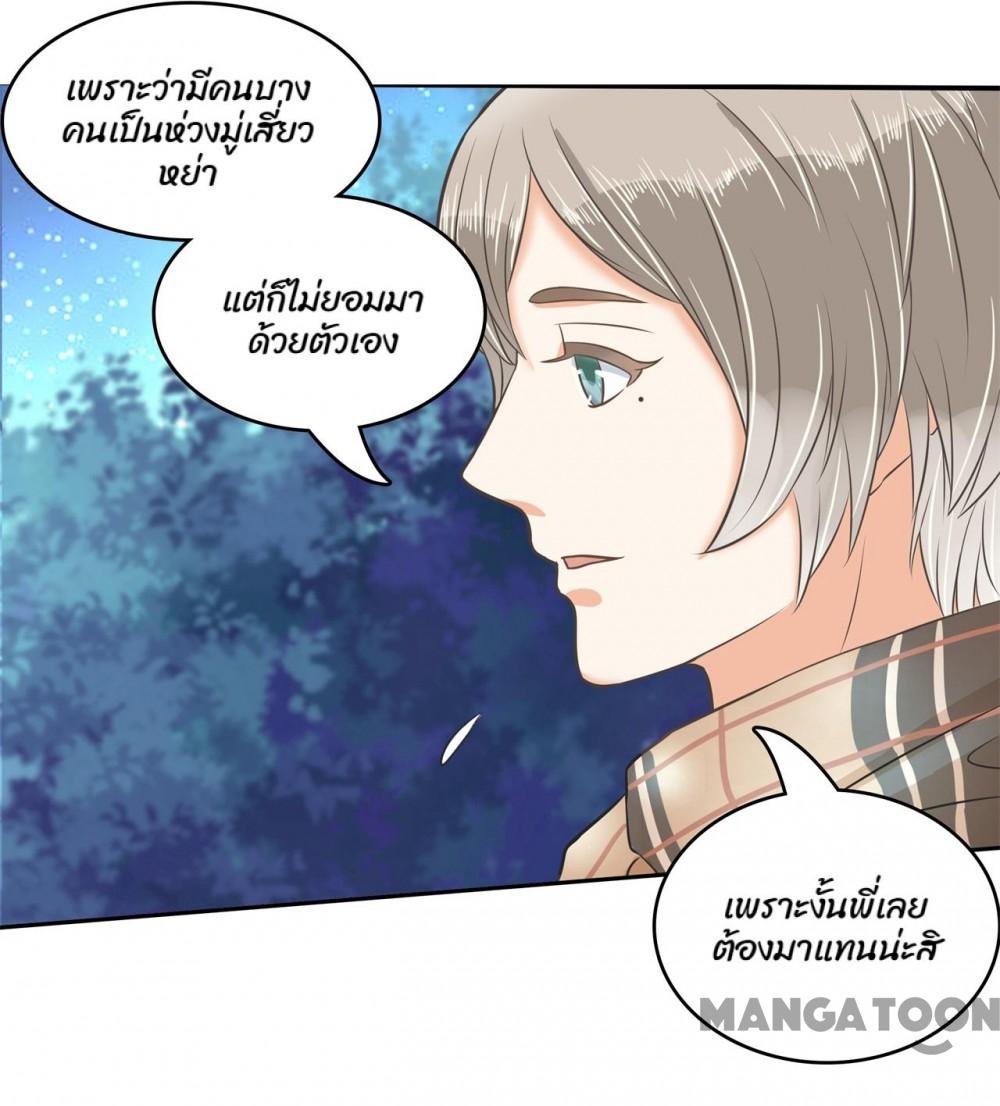 เพราะว่ามีคนบาง
คนเป็นห่วงมู่เสี่ยว
หย่า
แต่ก็ไม่ยอมมา
ด้วยตัวเอง
เพราะงั้นพี่เลย
ต้องมาแทนน่ะสิ
MANGATOON